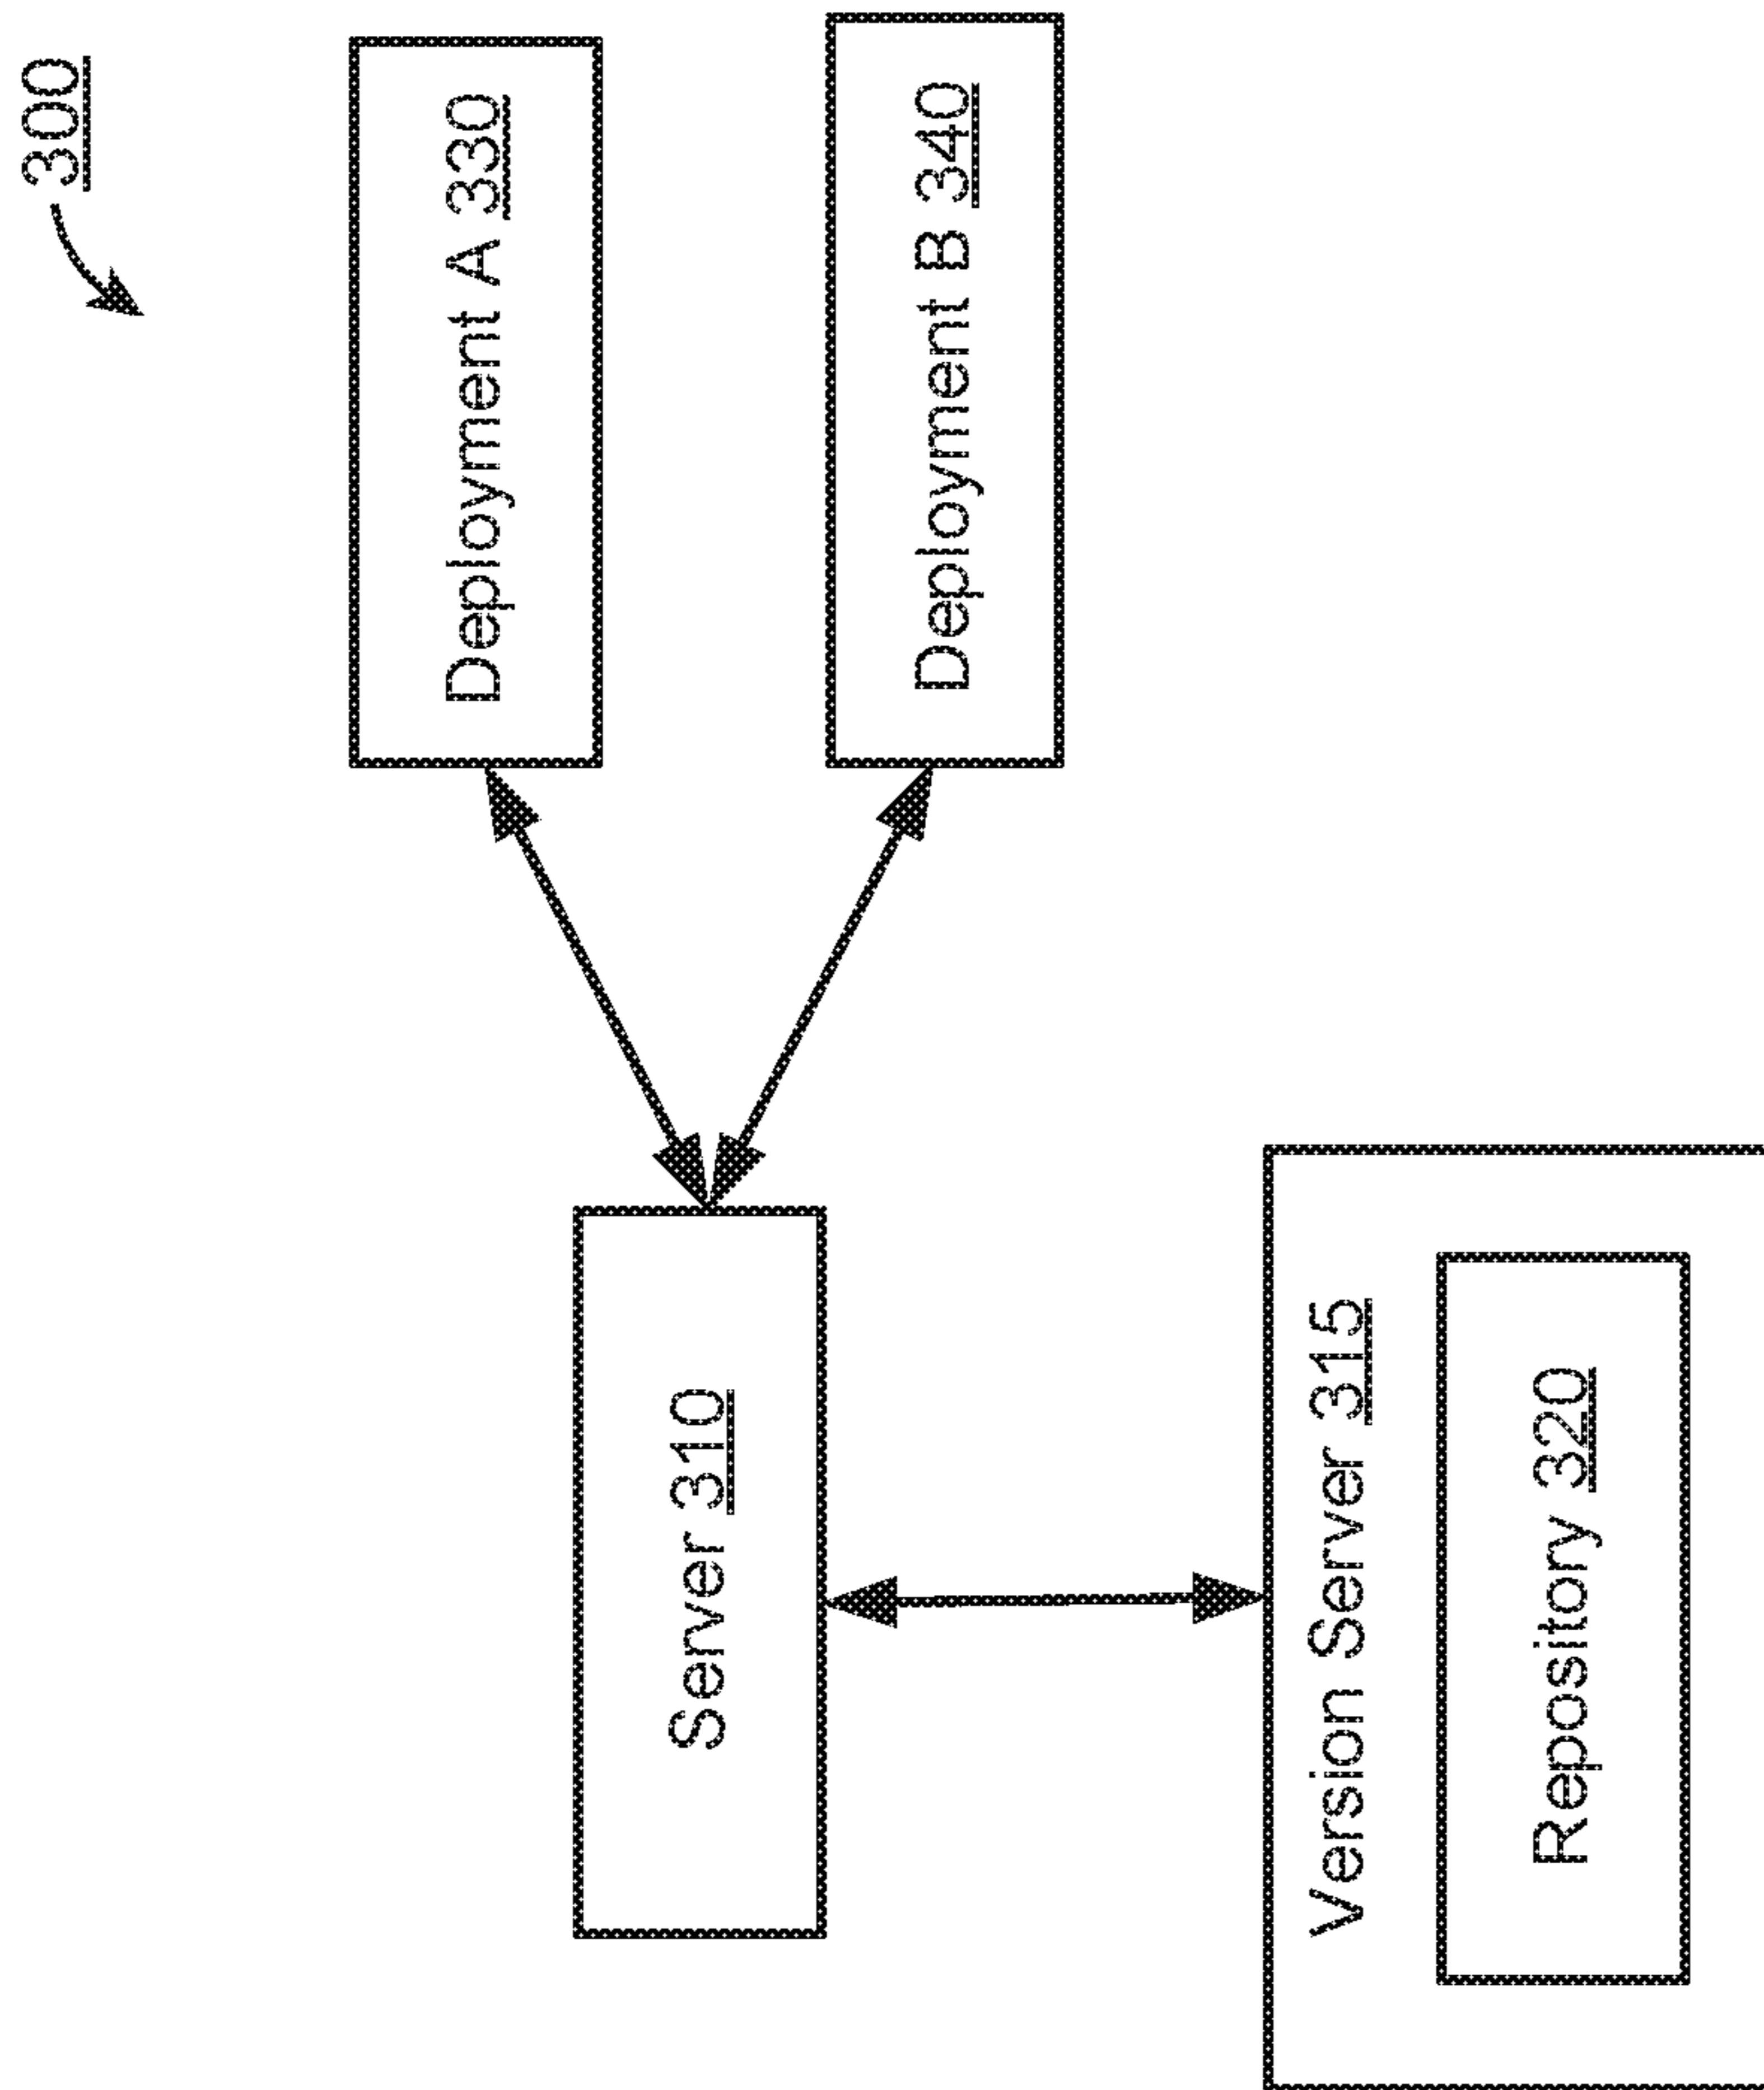 300
Deployment A 330
Deployment B 340
Server 310
Version Server 315
Repository 320